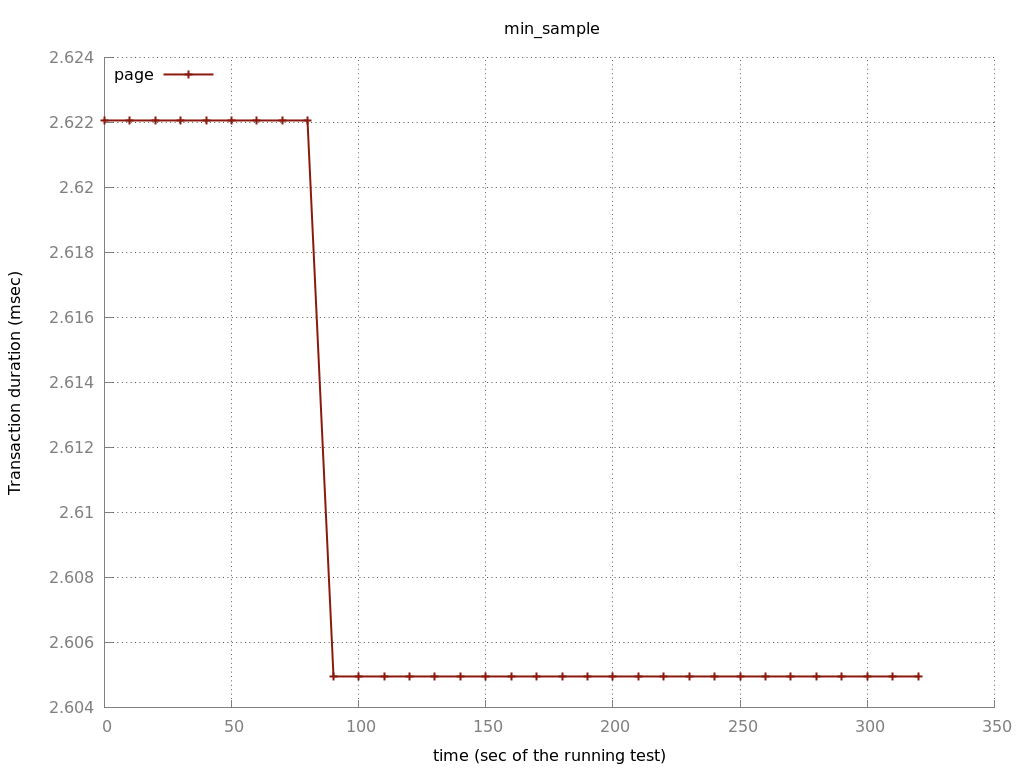 min_sample
page
2.624
2.622
2.62
2.618
2.616
2.614
2.612
2.61
2.608
2.606
2.604
Transaction duration (msec)
0 50 100 150 200 250 300 350
time (sec of the running test)